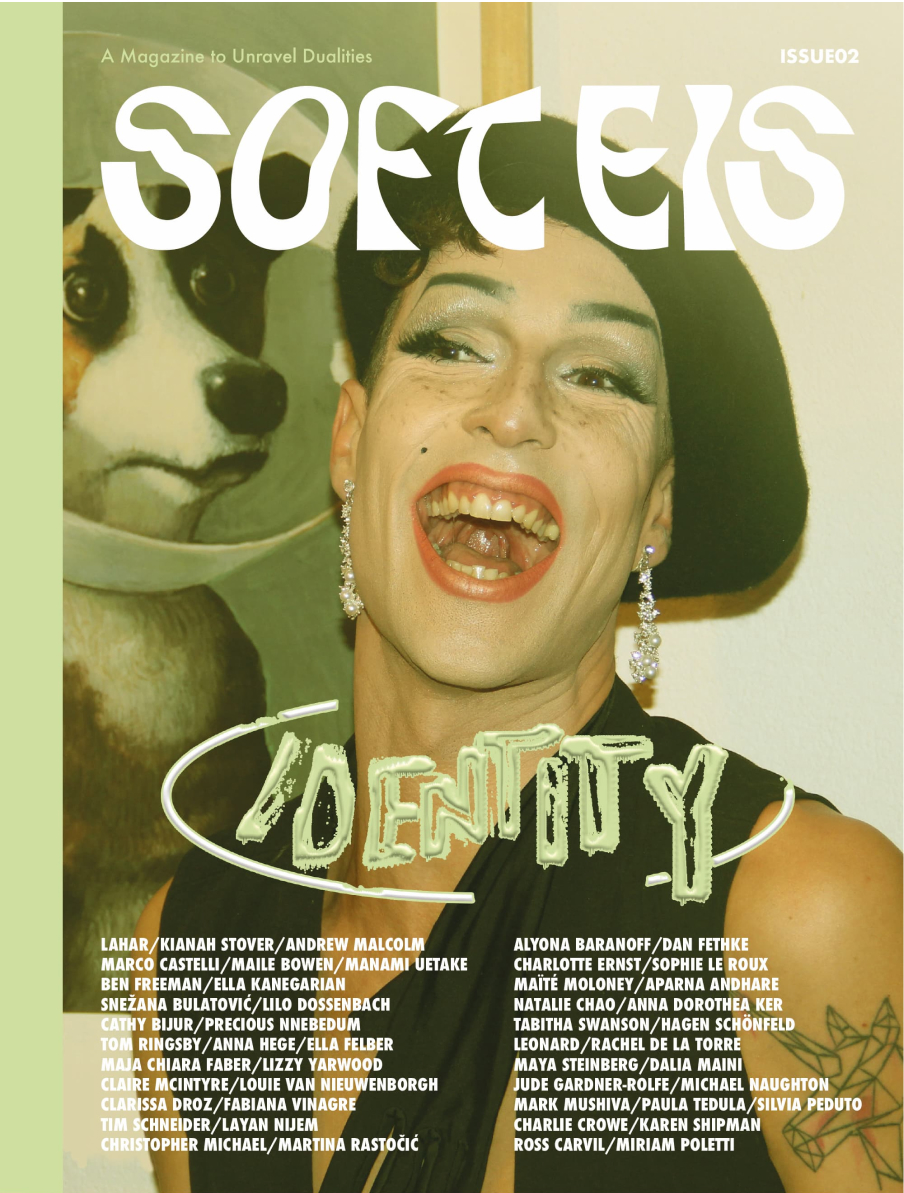 A Magazine to Unravel Dualities
ISSUE02
SOFT EIS
IDENTITY
LAHAR/KIANAH STOVER/ANDREW MALCOLM
MARCO CASTELLI/MAILE BOWEN/MANAMI UETAKE
BEN FREEMAN/ELLA KANEGARIAN
SNEŽANA BULATOVIĆ/LILO DOSSENBACH
CATHY BIJUR/PRECIOUS NNEBEDUM
TOM RINGSBY/ANNA HEGE/ELLA FELBER
MAJA CHIARA FABER/LIZZY YARWOOD
CLAIRE MCINTYRE/LOUIE VAN NIEUWENBORGH
CLARISSA DROZ/FABIANA VINAGRE
TIM SCHNEIDER/LAYAN NIJEM
CHRISTOPHER MICHAEL/MARTINA RASTOČIĆ
ALYONA BARANOFF/DAN FETHKE
CHARLOTTE ERNST/SOPHIE LE ROUX
MAÏTÉ MOLONEY/APARNA ANDHARE
NATALIE CHAO/ANNA DOROTHEA KER
TABITHA SWANSON/HAGEN SCHÖNFELD
LEONARD/RACHEL DE LA TORRE
MAYA STEINBERG/DALIA MAINI
JUDE GARDNER-ROLFE/MICHAEL NAUGHTON
MARK MUSHIVA/PAULA TEDULA/SILVIA PEDUTO
CHARLIE CROWE/KAREN SHIPMAN
ROSS CARVIL/MIRIAM POLETTI